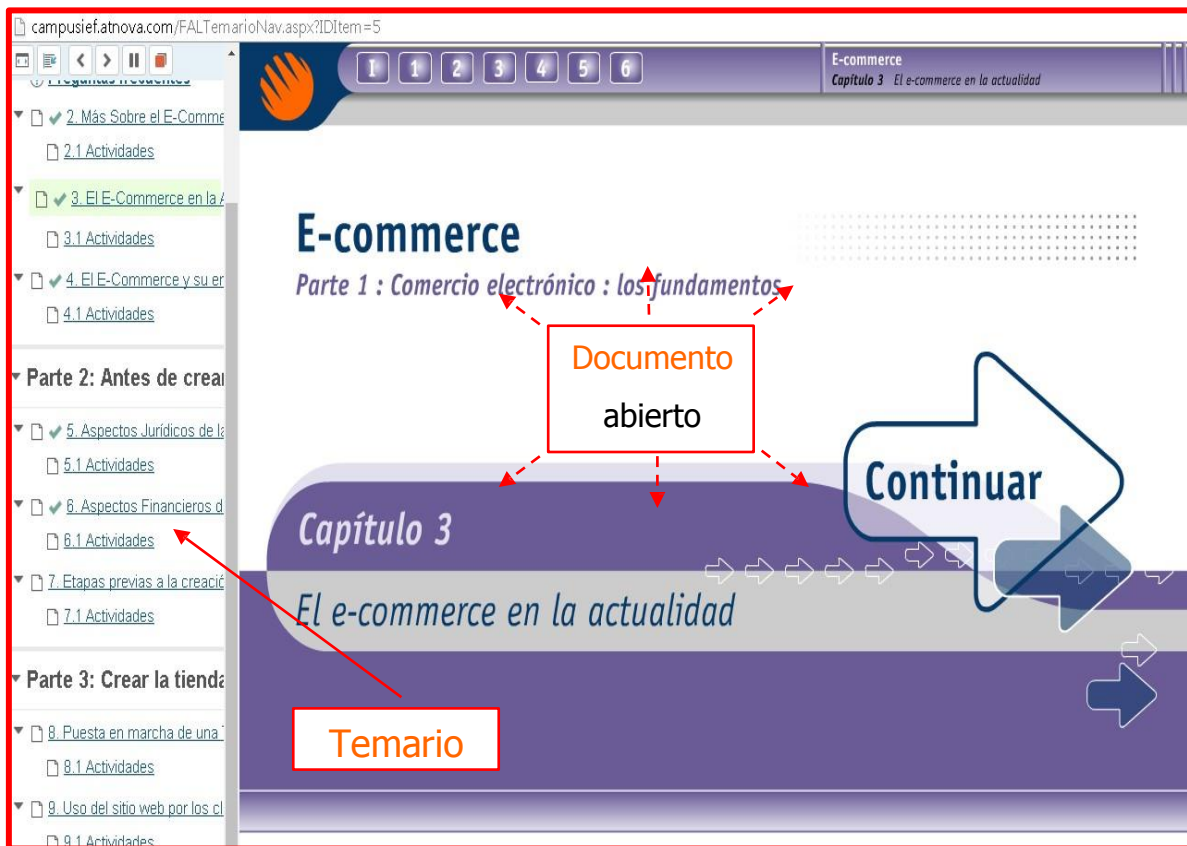 campusief.atnova.com/FALTemarioNav.aspx?IDItem=5
Preguntas frecuentes
2. Más Sobre el E-Comme
2.1 Actividades
3. El E-Commerce en la A
3.1 Actividades
4. El E-Commerce y su en
4.1 Actividades
Parte 2: Antes de crear
5. Aspectos Jurídicos de la
5.1 Actividades
6. Aspectos Financieros d
6.1 Actividades
7. Etapas previas a la creació
7.1 Actividades
Parte 3: Crear la tienda
8. Puesta en marcha de una T
8.1 Actividades
9. Uso del sitio web por los cl
9.1 Actividades
I 1 2 3 4 5 6
E-commerce
Capítulo 3 El e-commerce en la actualidad
E-commerce
Parte 1 : Comercio electrónico : los fundamentos
Documento
abierto
Continuar
Capítulo 3
El e-commerce en la actualidad
Temario